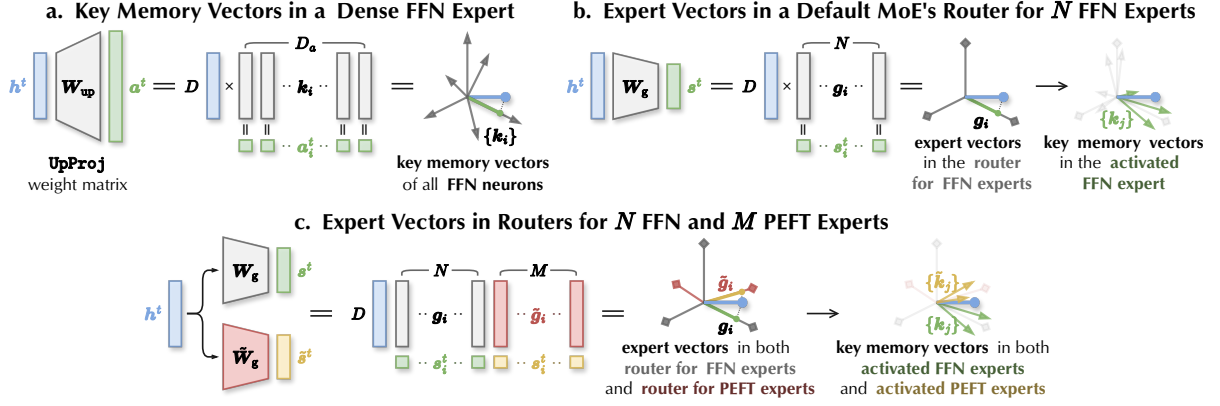 a. Key Memory Vectors in a Dense FFN Expert
h^t W_up a^t = D × D_a ·· k_i ·· =
·· a_i^t ··
{k_i}
UpProj
weight matrix
key memory vectors
of all FFN neurons
b. Expert Vectors in a Default MoE's Router for N FFN Experts
h^t W_g s^t = D × N ·· g_i ·· =
·· s_i^t ··
g_i
{k_j}
expert vectors
in the router
for FFN experts
key memory vectors
in the activated
FFN expert
c. Expert Vectors in Routers for N FFN and M PEFT Experts
h^t
W_g s^t
W̃_g s̃^t
= D N M
·· g_i ·· ·· g̃_i ·· =
·· s_i^t ·· ·· s_i^t ··
g̃_i
g_i
{k̃_j}
{k_j}
expert vectors in both
router for FFN experts
and router for PEFT experts
key memory vectors in both
activated FFN experts
and activated PEFT experts